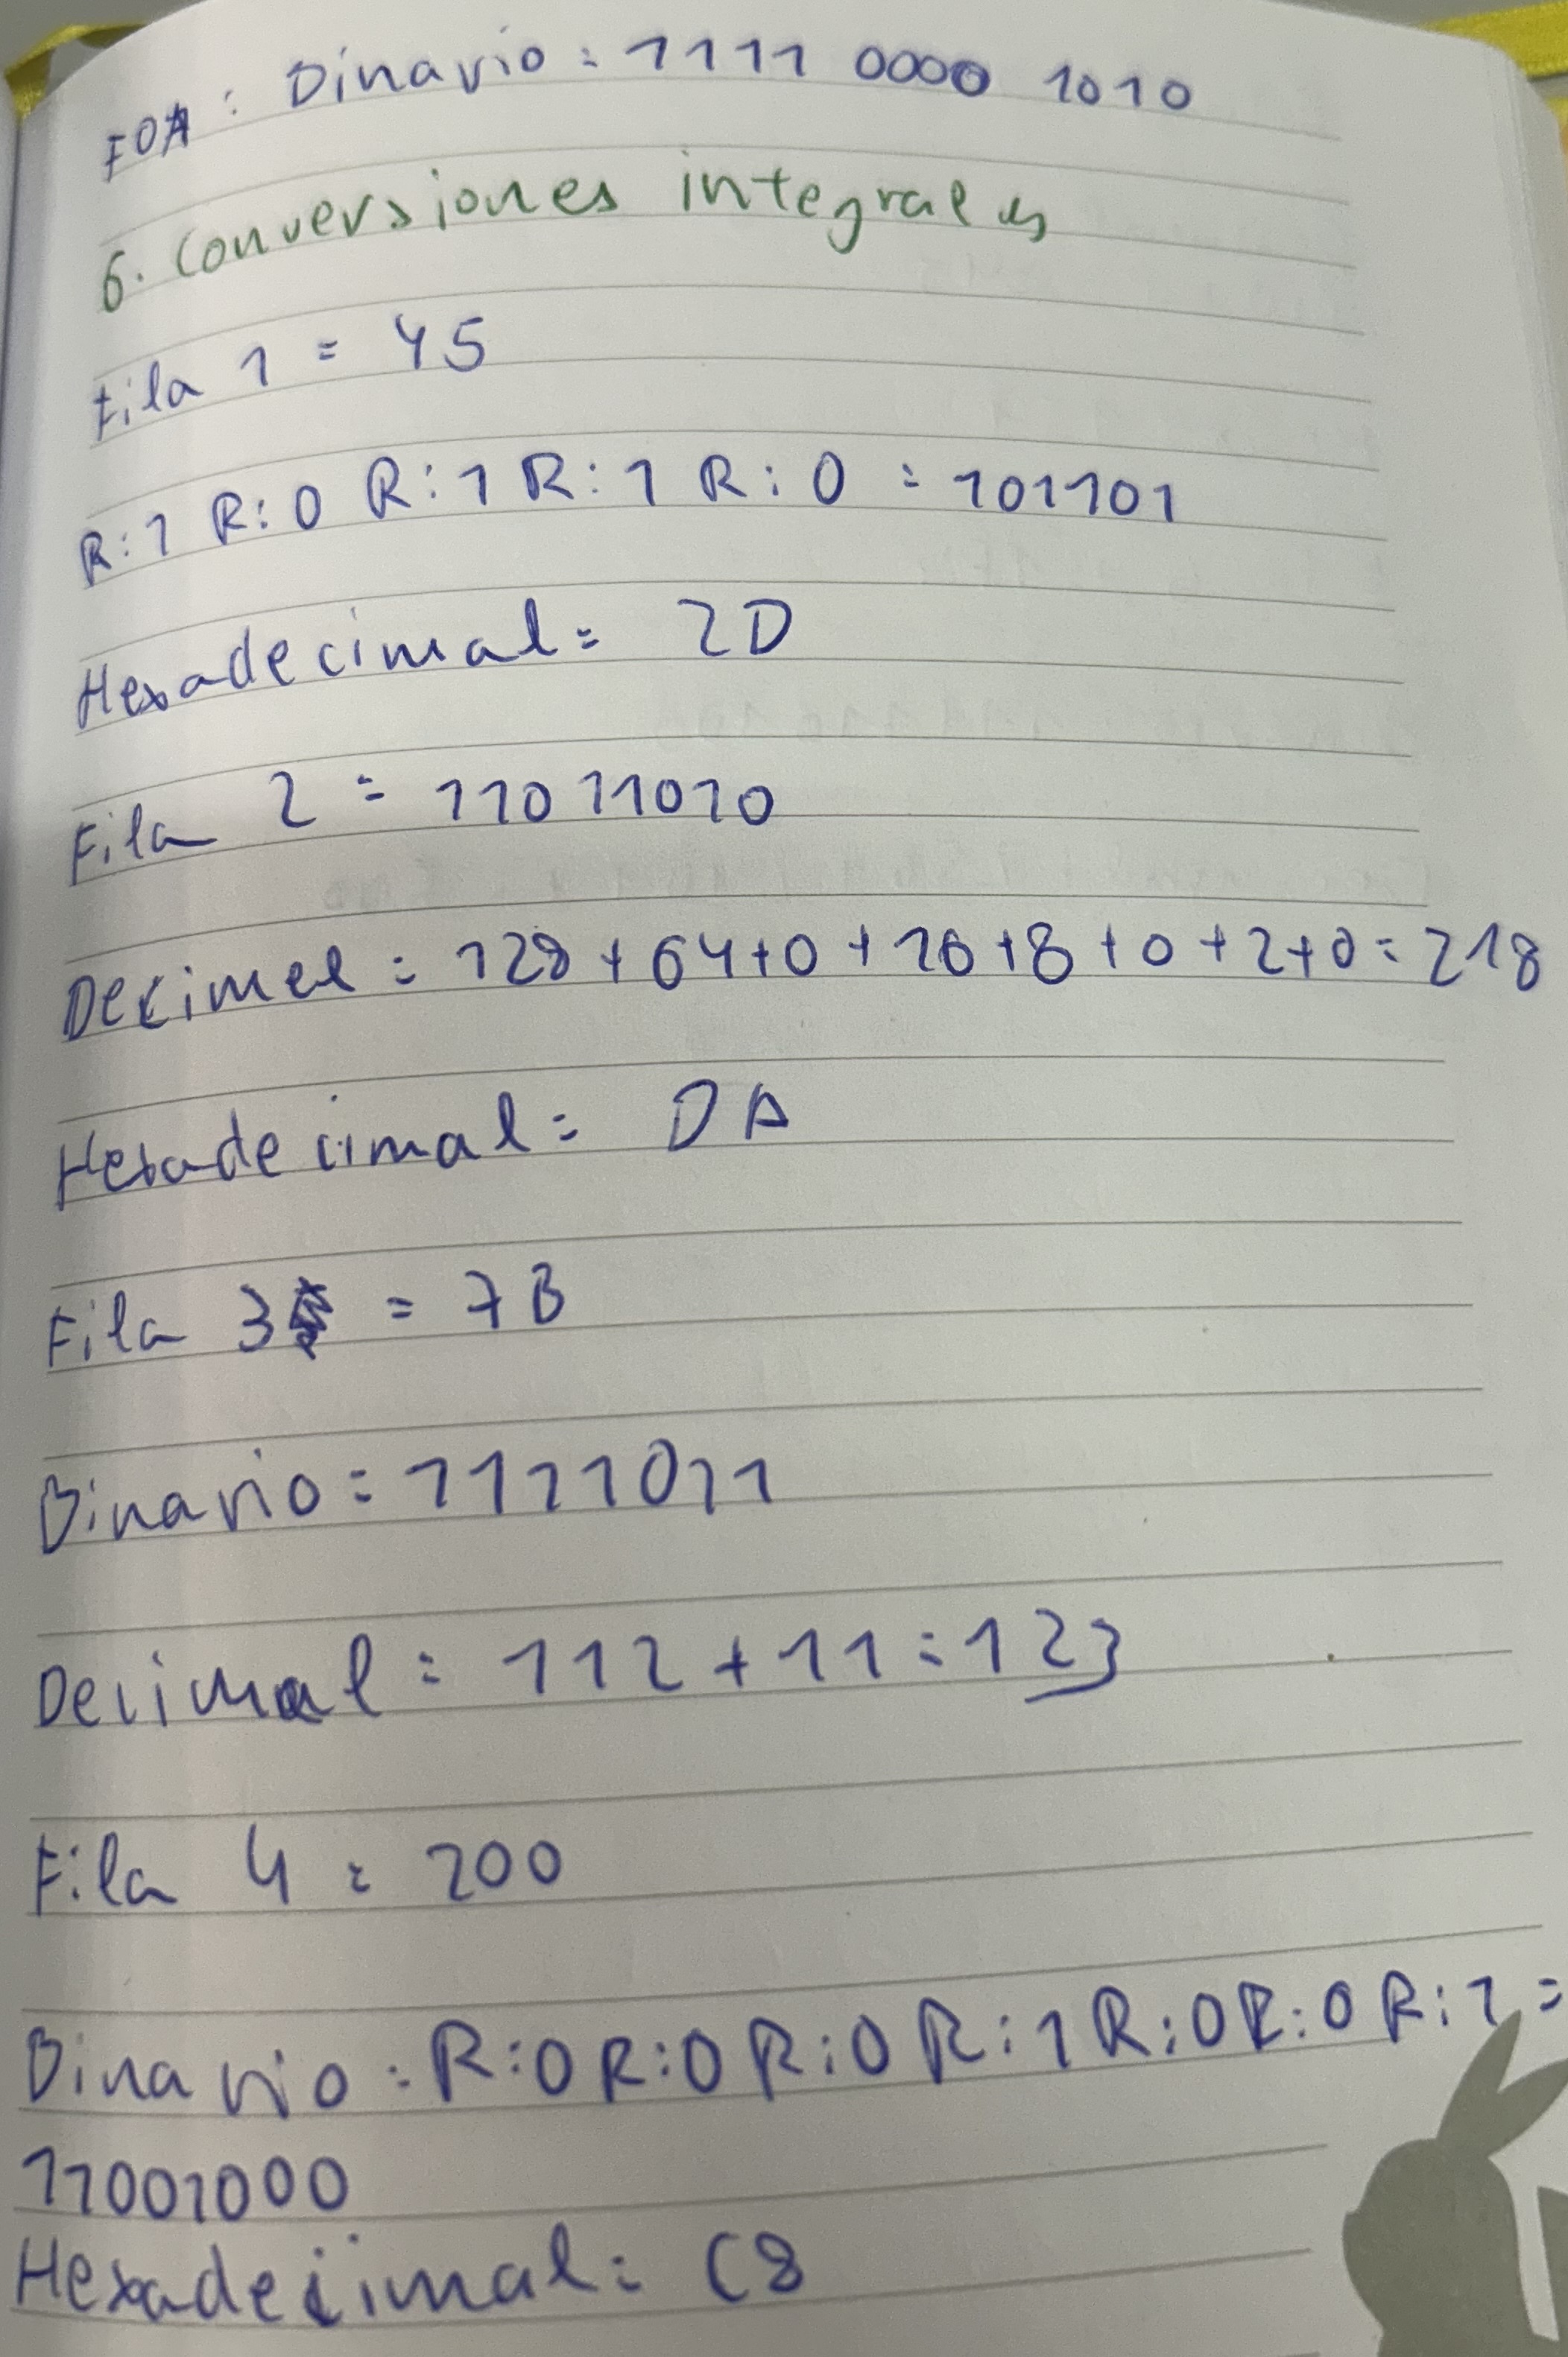 F0A : Binario : 1111 0000 1010
6. Conversiones integrales
Fila 1 = 45
R:1 R:0 R:1 R:1 R:0 = 101101
Hexadecimal = 2D
Fila 2 = 11011010
Decimal = 128+64+0+16+8+0+2+0=218
Hexadecimal = DA
Fila 3 = 7B
Binario = 1111011
Decimal = 112+11=123
Fila 4 = 200
Binario : R:0 R:0 R:0 R:1 R:0 R:0 R:1 =
11001000
Hexadecimal = C8